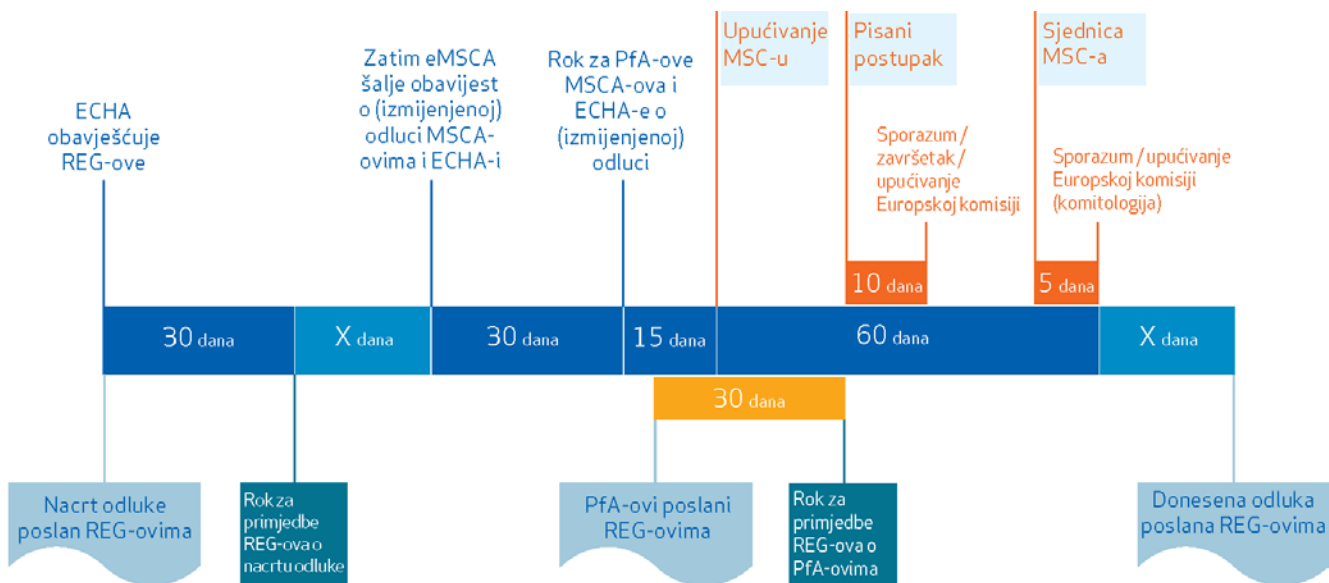 ECHA
obavješćuje
REG-ove
Zatim eMSCA
šalje obavijest
o (izmijenjenoj)
odluci MSCA-
ovima i ECHA-i
Rok za PfA-ove
MSCA-ova i
ECHA-e o
(izmijenjenoj)
odluci
Upućivanje
MSC-u
Pisani
postupak
Sporazum /
završetak /
upućivanje
Europskoj komisiji
Sjednica
MSC-a
Sporazum / upućivanje
Europskoj komisiji
(komitologija)
10 dana
5 dana
30 dana
X dana
30 dana
15 dana
60 dana
X dana
30 dana
Nacrt odluke
poslan REG-ovima
Rok za
primjedbe
REG-ova o
nacrtu odluke
PfA-ovi poslani
REG-ovima
Rok za
primjedbe
REG-ova o
PfA-ovima
Donesena odluka
poslana REG-ovima